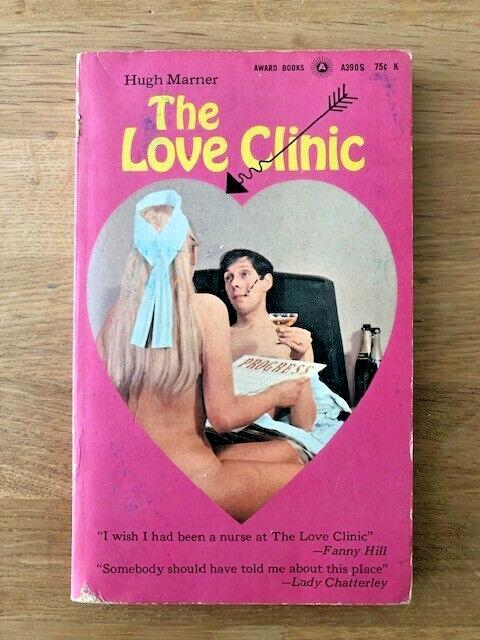 AWARD BOOKS A A390S 75¢ K
Hugh Marner
The
Love Clinic
PROGRESS
"I wish I had been a nurse at The Love Clinic"
—Fanny Hill
"Somebody should have told me about this place"
—Lady Chatterley